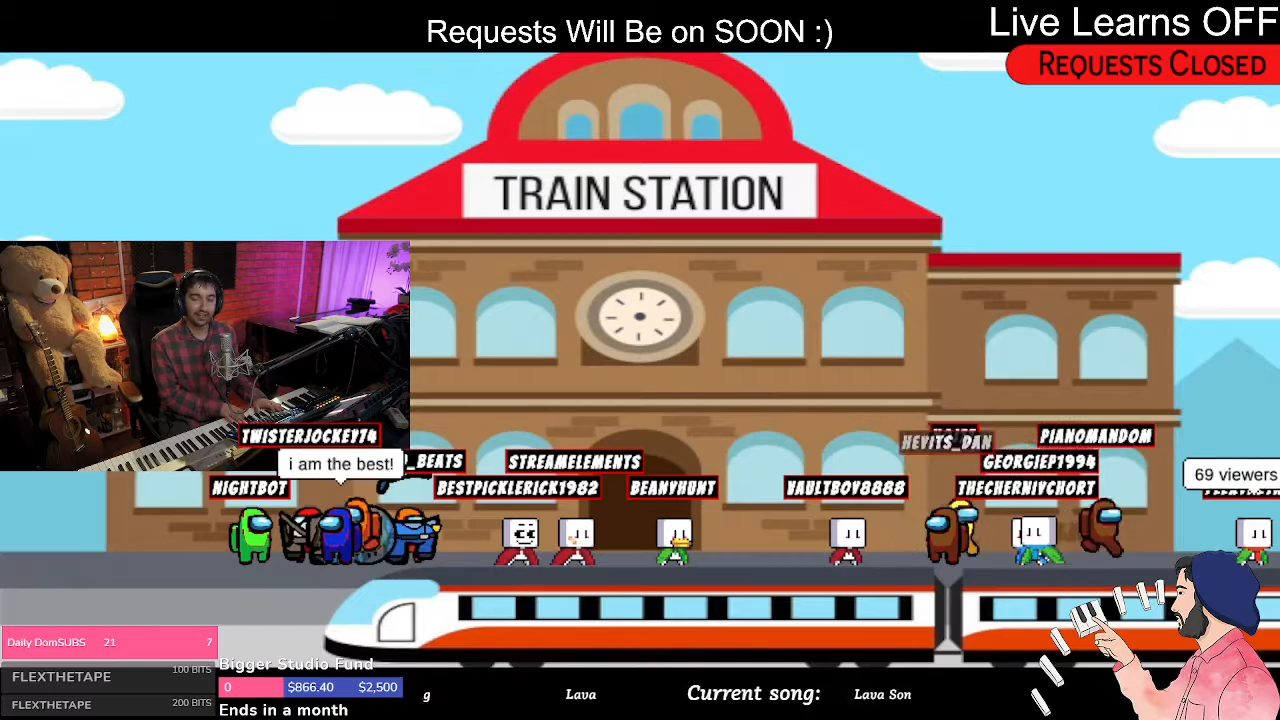 Requests Will Be on SOON :)
Live Learns OFF
REQUESTS CLOSED
TRAIN STATION
TWISTERJOCKEY74
i am the best!
_BEATS
STREAMELEMENTS
NIGHTBOT
BESTPICKLERICK1982
BEANYHUNT
VAULTBOY8888
HEYITS_DAN
PIANOMANDOM
GEORGIEP1994
THECHERNIYCHORT
69 viewers
Daily DomSUBS 21 7
FLEXTHETAPE 100 BITS
FLEXTHETAPE 200 BITS
Bigger Studio Fund
0 $866.40 $2,500
Ends in a month
g Lava Current song: Lava Son